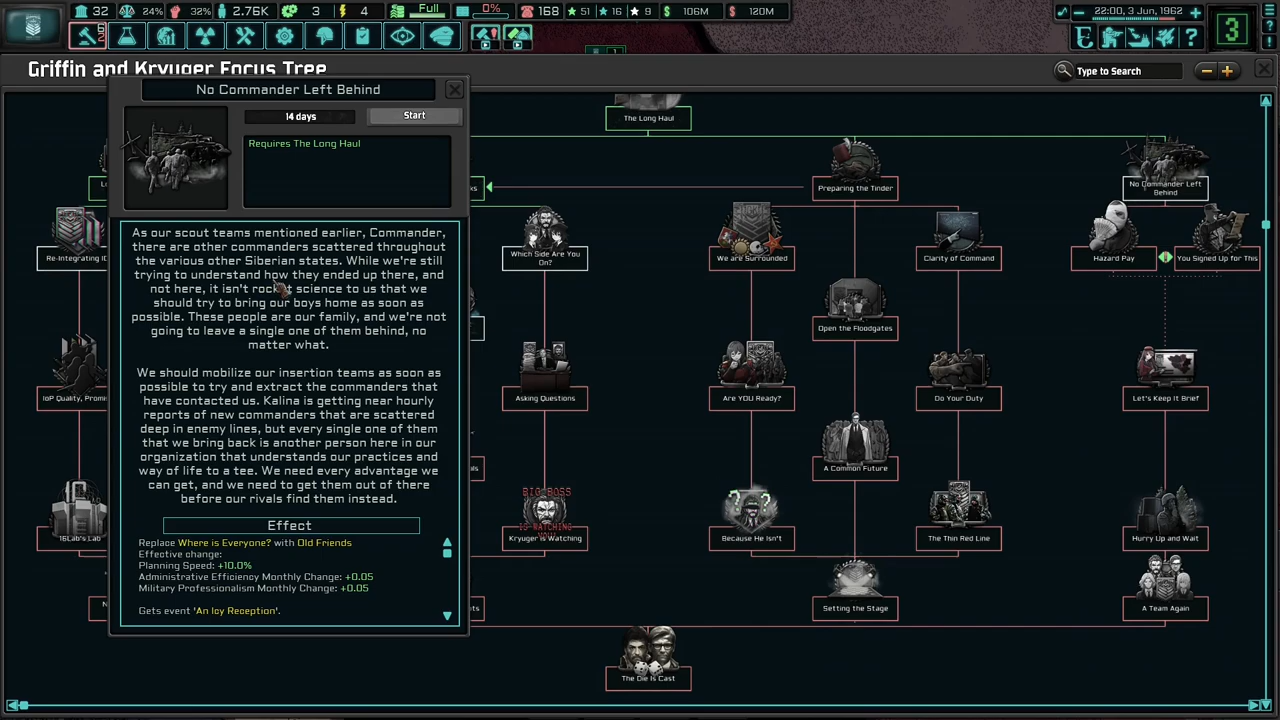 32 24% 32% 2.76K 3 4 Full 0% 168 51 16 9 106M 120M 22:00, 3 Jun, 1962 3
Griffin and Kryuger Focus Tree
Type to Search
No Commander Left Behind
14 days
Start
Requires The Long Haul
As our scout teams mentioned earlier, Commander,
there are other commanders scattered throughout
the various other Siberian states. While we're still
trying to understand how they ended up there, and
not here, it isn't rocket science to us that we
should try to bring our boys home as soon as
possible. These people are our family, and we're not
going to leave a single one of them behind, no
matter what.
We should mobilize our insertion teams as soon as
possible to try and extract the commanders that
have contacted us. Kalina is getting near hourly
reports of new commanders that are scattered
deep in enemy lines, but every single one of them
that we bring back is another person here in our
organization that understands our practices and
way of life to a tee. We need every advantage we
can get, and we need to get them out of there
before our rivals find them instead.
Effect
Replace Where is Everyone? with Old Friends
Effective change:
Planning Speed: +10.0%
Administrative Efficiency Monthly Change: +0.05
Military Professionalism Monthly Change: +0.05
Gets event 'An Icy Reception'.
The Long Haul
Preparing the Tinder
No Commander Left
Behind
Re-Integrating
Which Side Are You
On?
We are Surrounded
Clarity of Command
Hazard Pay
You Signed Up for This
Open the Floodgates
IoP Quality,
Asking Questions
Are YOU Ready?
Do Your Duty
Let's Keep It Brief
A Common Future
BIG BOSS
IS WATCHING
YOU!
16Lab's Lab
Kryuger is Watching
Because He Isn't
The Thin Red Line
Hurry Up and Wait
Setting the Stage
A Team Again
The Die Is Cast